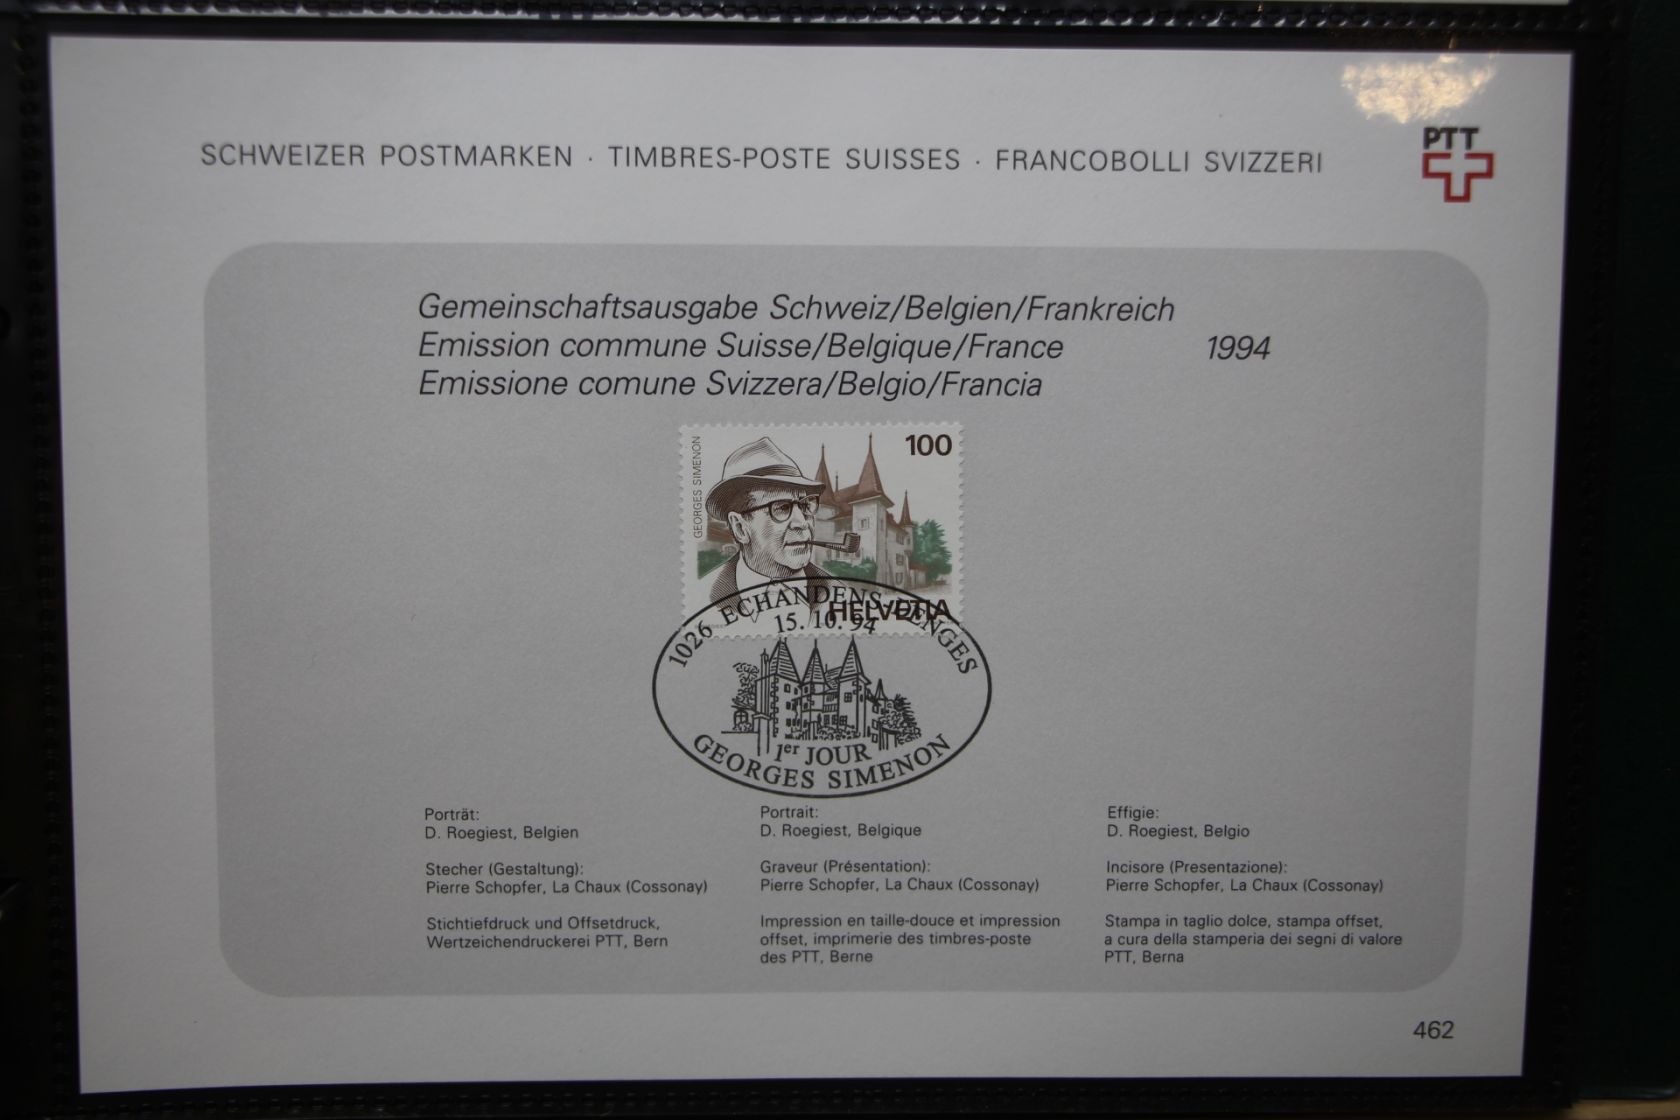 SCHWEIZER POSTMARKEN · TIMBRES-POSTE SUISSES · FRANCOBOLLI SVIZZERI
PTT
Gemeinschaftsausgabe Schweiz/Belgien/Frankreich
Emission commune Suisse/Belgique/France 1994
Emissione comune Svizzera/Belgio/Francia
GEORGES SIMENON
100
HELVETIA
1026 ECHANDENS-DENGES
15. 10. 94
1er JOUR
GEORGES SIMENON
Porträt:
D. Roegiest, Belgien
Stecher (Gestaltung):
Pierre Schopfer, La Chaux (Cossonay)
Stichtiefdruck und Offsetdruck,
Wertzeichendruckerei PTT, Bern
Portrait:
D. Roegiest, Belgique
Graveur (Présentation):
Pierre Schopfer, La Chaux (Cossonay)
Impression en taille-douce et impression
offset, imprimerie des timbres-poste
des PTT, Berne
Effigie:
D. Roegiest, Belgio
Incisore (Presentazione):
Pierre Schopfer, La Chaux (Cossonay)
Stampa in taglio dolce, stampa offset,
a cura della stamperia dei segni di valore
PTT, Berna
462